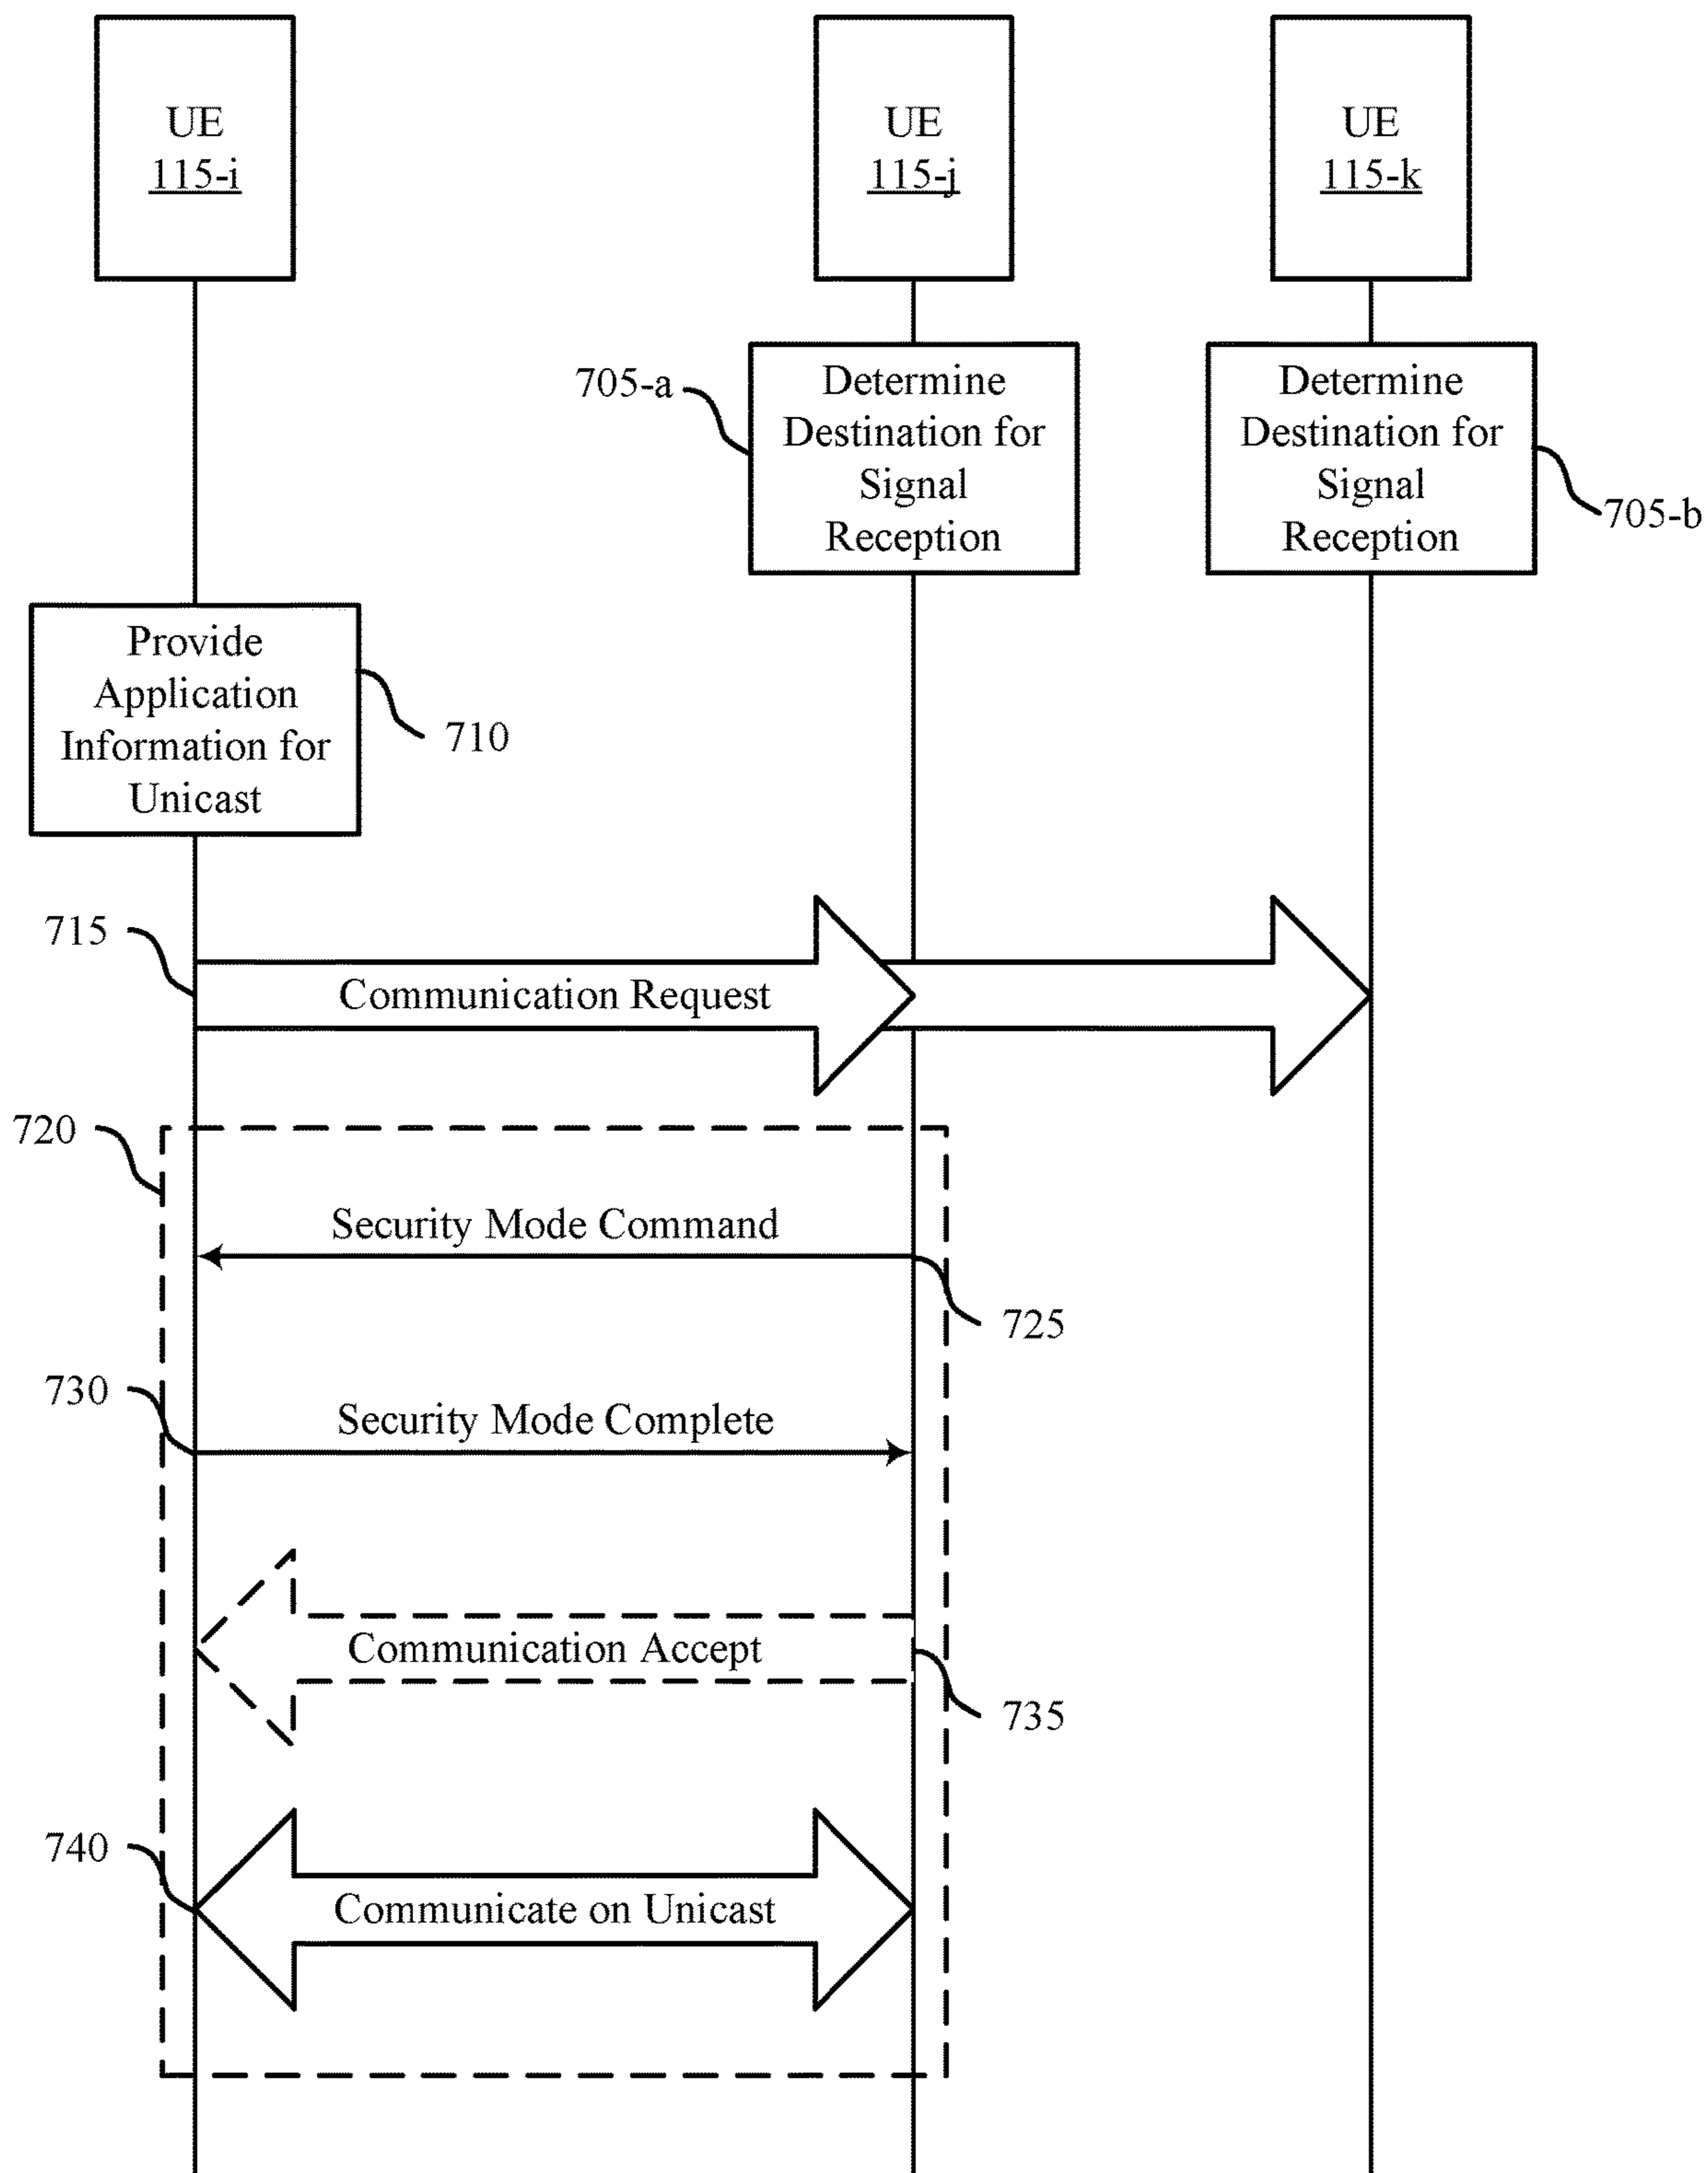 UE
115-i
UE
115-j
UE
115-k
705-a
Determine
Destination for
Signal
Reception
Determine
Destination for
Signal
Reception
705-b
Provide
Application
Information for
Unicast
710
715
Communication Request
720
Security Mode Command
725
730
Security Mode Complete
Communication Accept
735
740
Communicate on Unicast